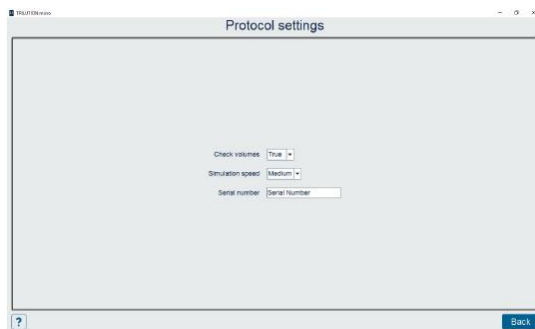 TRILUTION micro
Protocol settings
Check volumes True
Simulation speed Medium
Serial number Serial Number
? Back